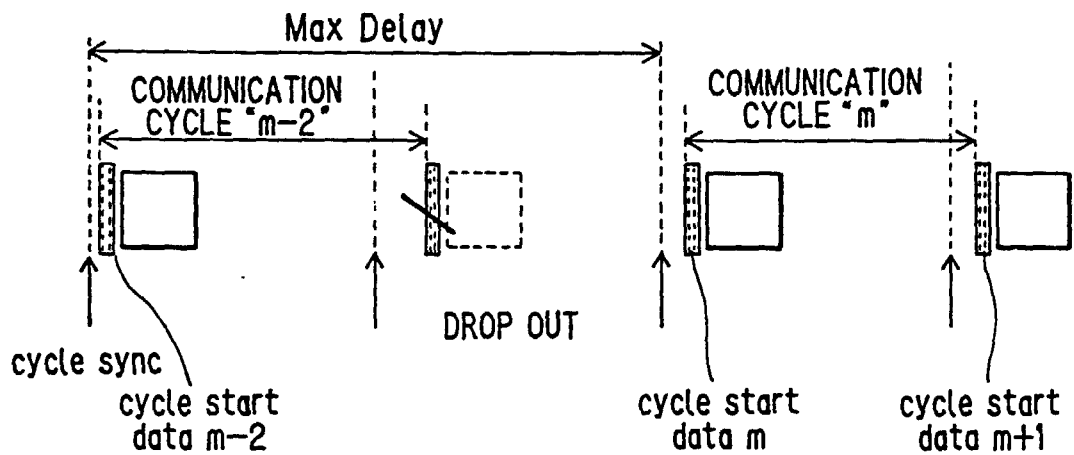 Max Delay
COMMUNICATION
CYCLE "m-2"
COMMUNICATION
CYCLE "m"
DROP OUT
cycle sync
cycle start
data m-2
cycle start
data m
cycle start
data m+1